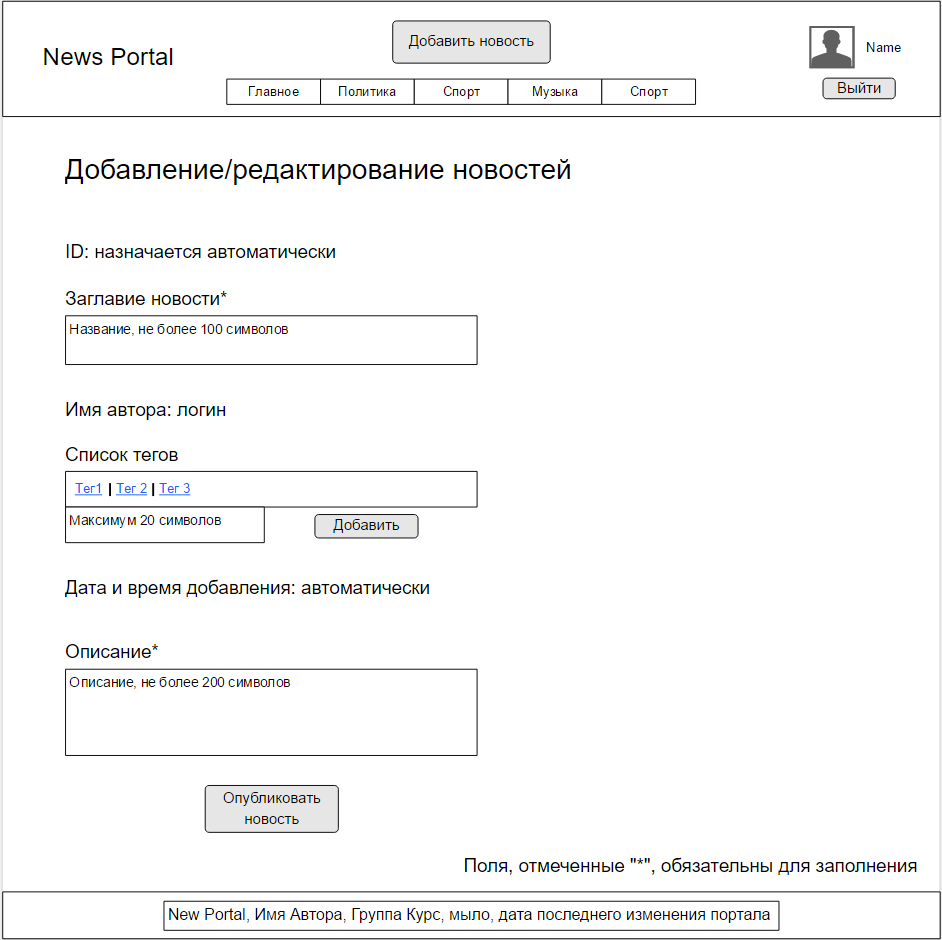 News Portal
Добавить новость
Name
Выйти
Главное Политика Спорт Музыка Спорт
Добавление/редактирование новостей
ID: назначается автоматически
Заглавие новости*
Название, не более 100 символов
Имя автора: логин
Список тегов
Тег1 | Тег 2 | Тег 3
Максимум 20 символов
Добавить
Дата и время добавления: автоматически
Описание*
Описание, не более 200 символов
Опубликовать
новость
Поля, отмеченные "*", обязательны для заполнения
New Portal, Имя Автора, Группа Курс, мыло, дата последнего изменения портала